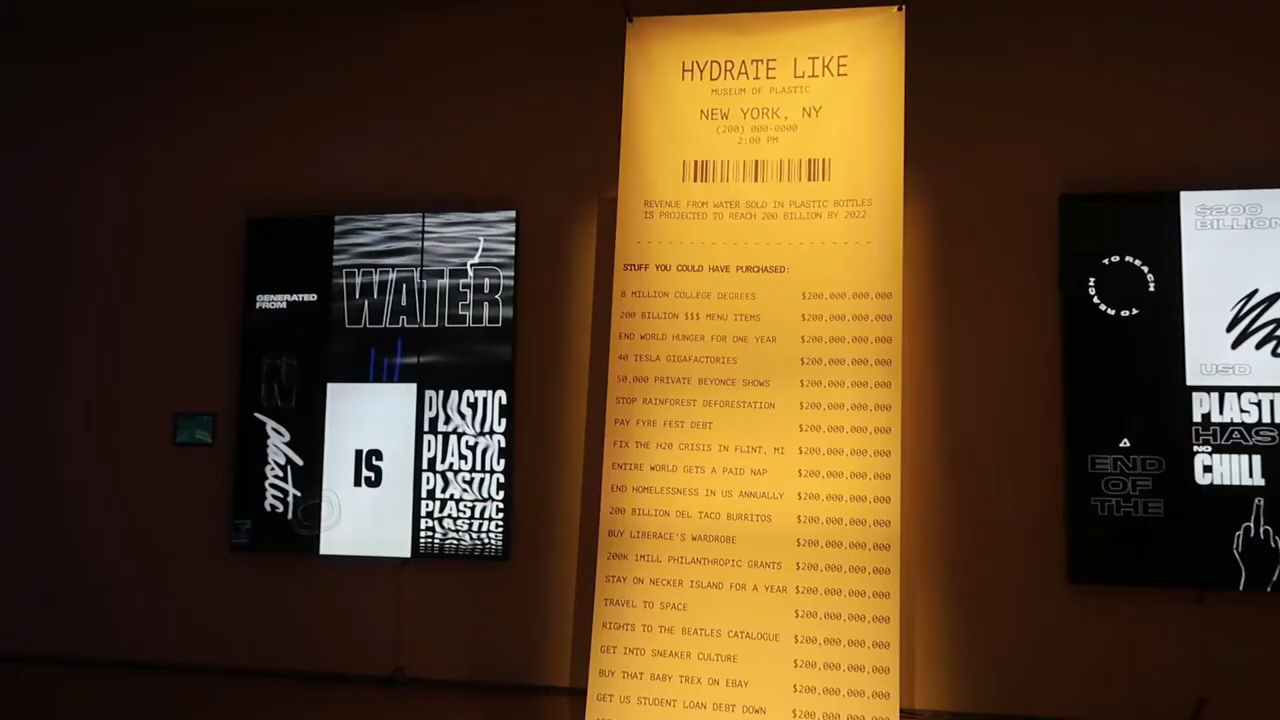 GENERATED
FROM
WATER
N
plastic
IS
PLASTIC
PLASTIC
PLASTIC
PLASTIC
PLASTIC
PLASTIC
HYDRATE LIKE
MUSEUM OF PLASTIC
NEW YORK, NY
(200) 000-0000
2:00 PM
REVENUE FROM WATER SOLD IN PLASTIC BOTTLES
IS PROJECTED TO REACH 200 BILLION BY 2022.
STUFF YOU COULD HAVE PURCHASED:
8 MILLION COLLEGE DEGREES $200,000,000,000
200 BILLION $$$ MENU ITEMS $200,000,000,000
END WORLD HUNGER FOR ONE YEAR $200,000,000,000
40 TESLA GIGAFACTORIES $200,000,000,000
50,000 PRIVATE BEYONCE SHOWS $200,000,000,000
STOP RAINFOREST DEFORESTATION $200,000,000,000
PAY FYRE FEST DEBT $200,000,000,000
FIX THE H20 CRISIS IN FLINT, MI $200,000,000,000
ENTIRE WORLD GETS A PAID NAP $200,000,000,000
END HOMELESSNESS IN US ANNUALLY $200,000,000,000
200 BILLION DEL TACO BURRITOS $200,000,000,000
BUY LIBERACE'S WARDROBE $200,000,000,000
200K 1MILL PHILANTHROPIC GRANTS $200,000,000,000
STAY ON NECKER ISLAND FOR A YEAR $200,000,000,000
TRAVEL TO SPACE $200,000,000,000
RIGHTS TO THE BEATLES CATALOGUE $200,000,000,000
GET INTO SNEAKER CULTURE $200,000,000,000
BUY THAT BABY TREX ON EBAY $200,000,000,000
GET US STUDENT LOAN DEBT DOWN $200,000,000,000
TO REACH
TO REACH
END
OF
THE
$200
BILLION
USD
PLASTI
HAS
NO
CHILL